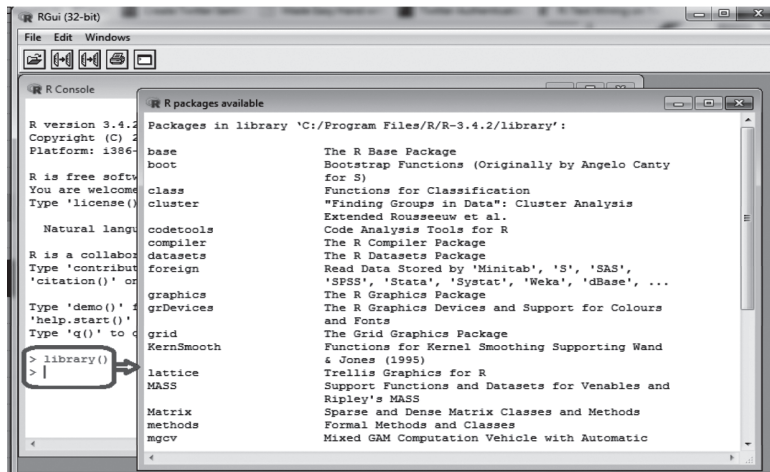 RGui (32-bit)
File Edit Windows
R Console
R version 3.4.2
Copyright (C) 2
Platform: i386-
R is free softw
You are welcome
Type 'license()
Natural langu
R is a collabor
Type 'contribut
'citation()' on
Type 'demo()' f
'help.start()'
Type 'q()' to q
> library()
>
R packages available
Packages in library ‘C:/Program Files/R/R-3.4.2/library’:
base The R Base Package
boot Bootstrap Functions (Originally by Angelo Canty
for S)
class Functions for Classification
cluster "Finding Groups in Data": Cluster Analysis
Extended Rousseeuw et al.
codetools Code Analysis Tools for R
compiler The R Compiler Package
datasets The R Datasets Package
foreign Read Data Stored by 'Minitab', 'S', 'SAS',
'SPSS', 'Stata', 'Systat', 'Weka', 'dBase', ...
graphics The R Graphics Package
grDevices The R Graphics Devices and Support for Colours
and Fonts
grid The Grid Graphics Package
KernSmooth Functions for Kernel Smoothing Supporting Wand
& Jones (1995)
lattice Trellis Graphics for R
MASS Support Functions and Datasets for Venables and
Ripley's MASS
Matrix Sparse and Dense Matrix Classes and Methods
methods Formal Methods and Classes
mgcv Mixed GAM Computation Vehicle with Automatic